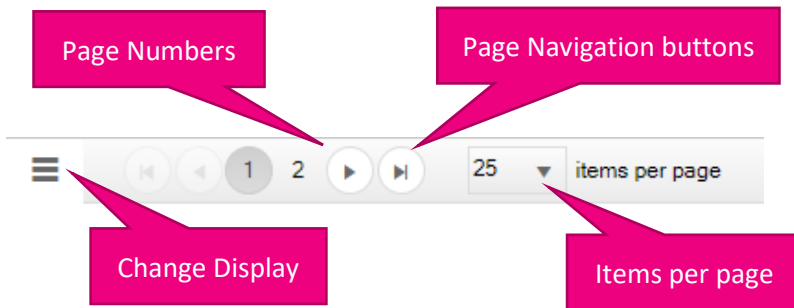 Page Numbers
Page Navigation buttons
1 2 25 items per page
Change Display
Items per page